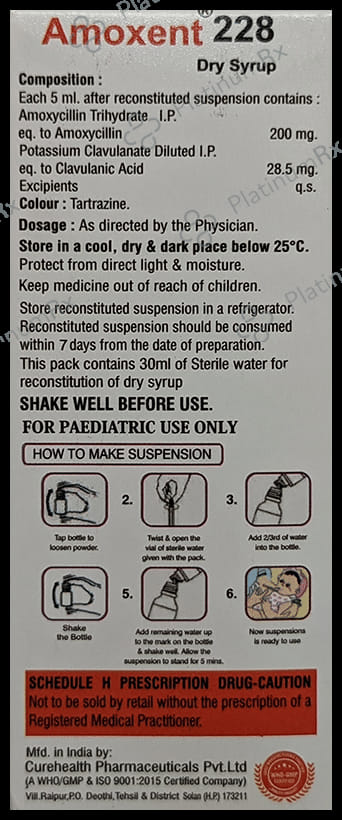 Amoxent® 228
Dry Syrup
Composition :
Each 5 ml. after reconstituted suspension contains :
Amoxycillin Trihydrate I.P.
eq. to Amoxycillin 200 mg.
Potassium Clavulanate Diluted I.P.
eq. to Clavulanic Acid 28.5 mg.
Excipients q.s.
Colour : Tartrazine.
Dosage : As directed by the Physician.
Store in a cool, dry & dark place below 25°C.
Protect from direct light & moisture.
Keep medicine out of reach of children.
Store reconstituted suspension in a refrigerator.
Reconstituted suspension should be consumed
within 7 days from the date of preparation.
This pack contains 30ml of Sterile water for
reconstitution of dry syrup
SHAKE WELL BEFORE USE.
FOR PAEDIATRIC USE ONLY
HOW TO MAKE SUSPENSION
Tap bottle to
loosen powder.
2.
Twist & open the
vial of sterile water
given with the pack.
3.
Add 2/3rd of water
into the bottle.
Shake
the Bottle
5.
Add remaining water up
to the mark on the bottle
& shake well. Allow the
suspension to stand for 5 mins.
6.
Now suspensions
is ready to use
SCHEDULE H PRESCRIPTION DRUG-CAUTION
Not to be sold by retail without the prescription of a
Registered Medical Practitioner.
Mfd. in India by:
Curehealth Pharmaceuticals Pvt.Ltd
(A WHO/GMP & ISO 9001:2015 Certified Company)
Vill.Raipur,P.O. Deothi,Tehsil & District Solan (H.P.) 173211
WHO-GMP
CERTIFIED
PlatinumRx